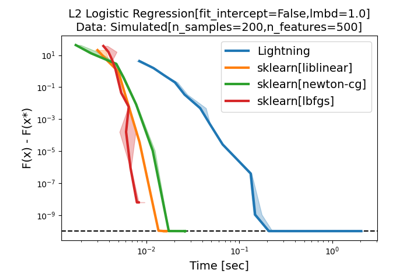 L2 Logistic Regression[fit_intercept=False,lmbd=1.0]
Data: Simulated[n_samples=200,n_features=500]
Lightning
sklearn[liblinear]
sklearn[newton-cg]
sklearn[lbfgs]
F(x) - F(x*)
10¹
10⁻¹
10⁻³
10⁻⁵
10⁻⁷
10⁻⁹
10⁻² 10⁻¹ 10⁰
Time [sec]